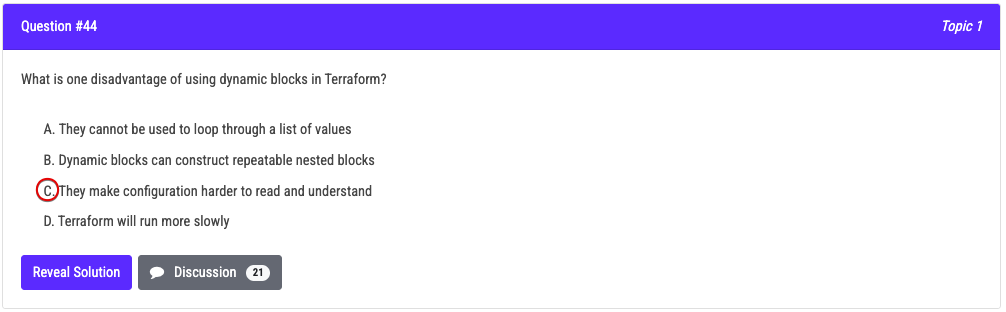 Question #44 Topic 1
What is one disadvantage of using dynamic blocks in Terraform?
A. They cannot be used to loop through a list of values
B. Dynamic blocks can construct repeatable nested blocks
C. They make configuration harder to read and understand
D. Terraform will run more slowly
Reveal Solution Discussion 21